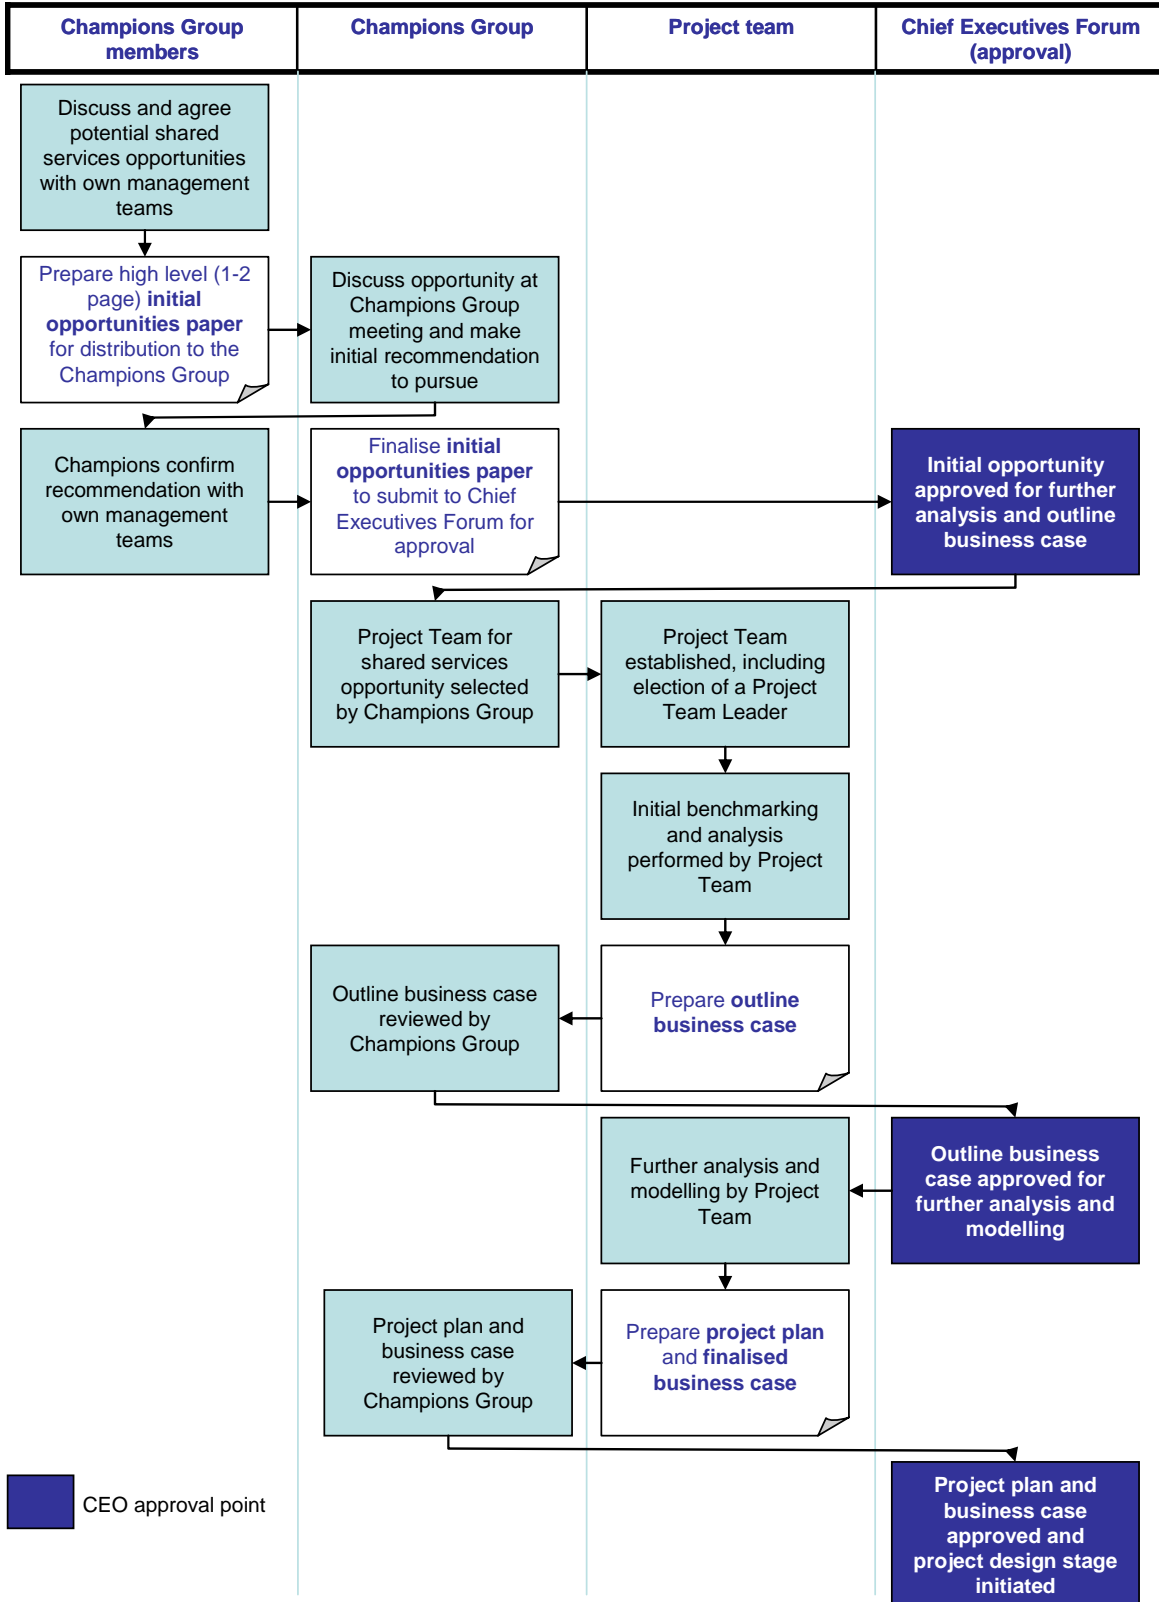 Champions Group
members
Champions Group
Project team
Chief Executives Forum
(approval)
Discuss and agree
potential shared
services opportunities
with own management
teams
Prepare high level (1-2
page) initial
opportunities paper
for distribution to the
Champions Group
Discuss opportunity at
Champions Group
meeting and make
initial recommendation
to pursue
Champions confirm
recommendation with
own management
teams
Finalise initial
opportunities paper
to submit to Chief
Executives Forum for
approval
Initial opportunity
approved for further
analysis and outline
business case
Project Team for
shared services
opportunity selected
by Champions Group
Project Team
established, including
election of a Project
Team Leader
Initial benchmarking
and analysis
performed by Project
Team
Outline business case
reviewed by
Champions Group
Prepare outline
business case
Further analysis and
modelling by Project
Team
Outline business
case approved for
further analysis and
modelling
Project plan and
business case
reviewed by
Champions Group
Prepare project plan
and finalised
business case
CEO approval point
Project plan and
business case
approved and
project design stage
initiated